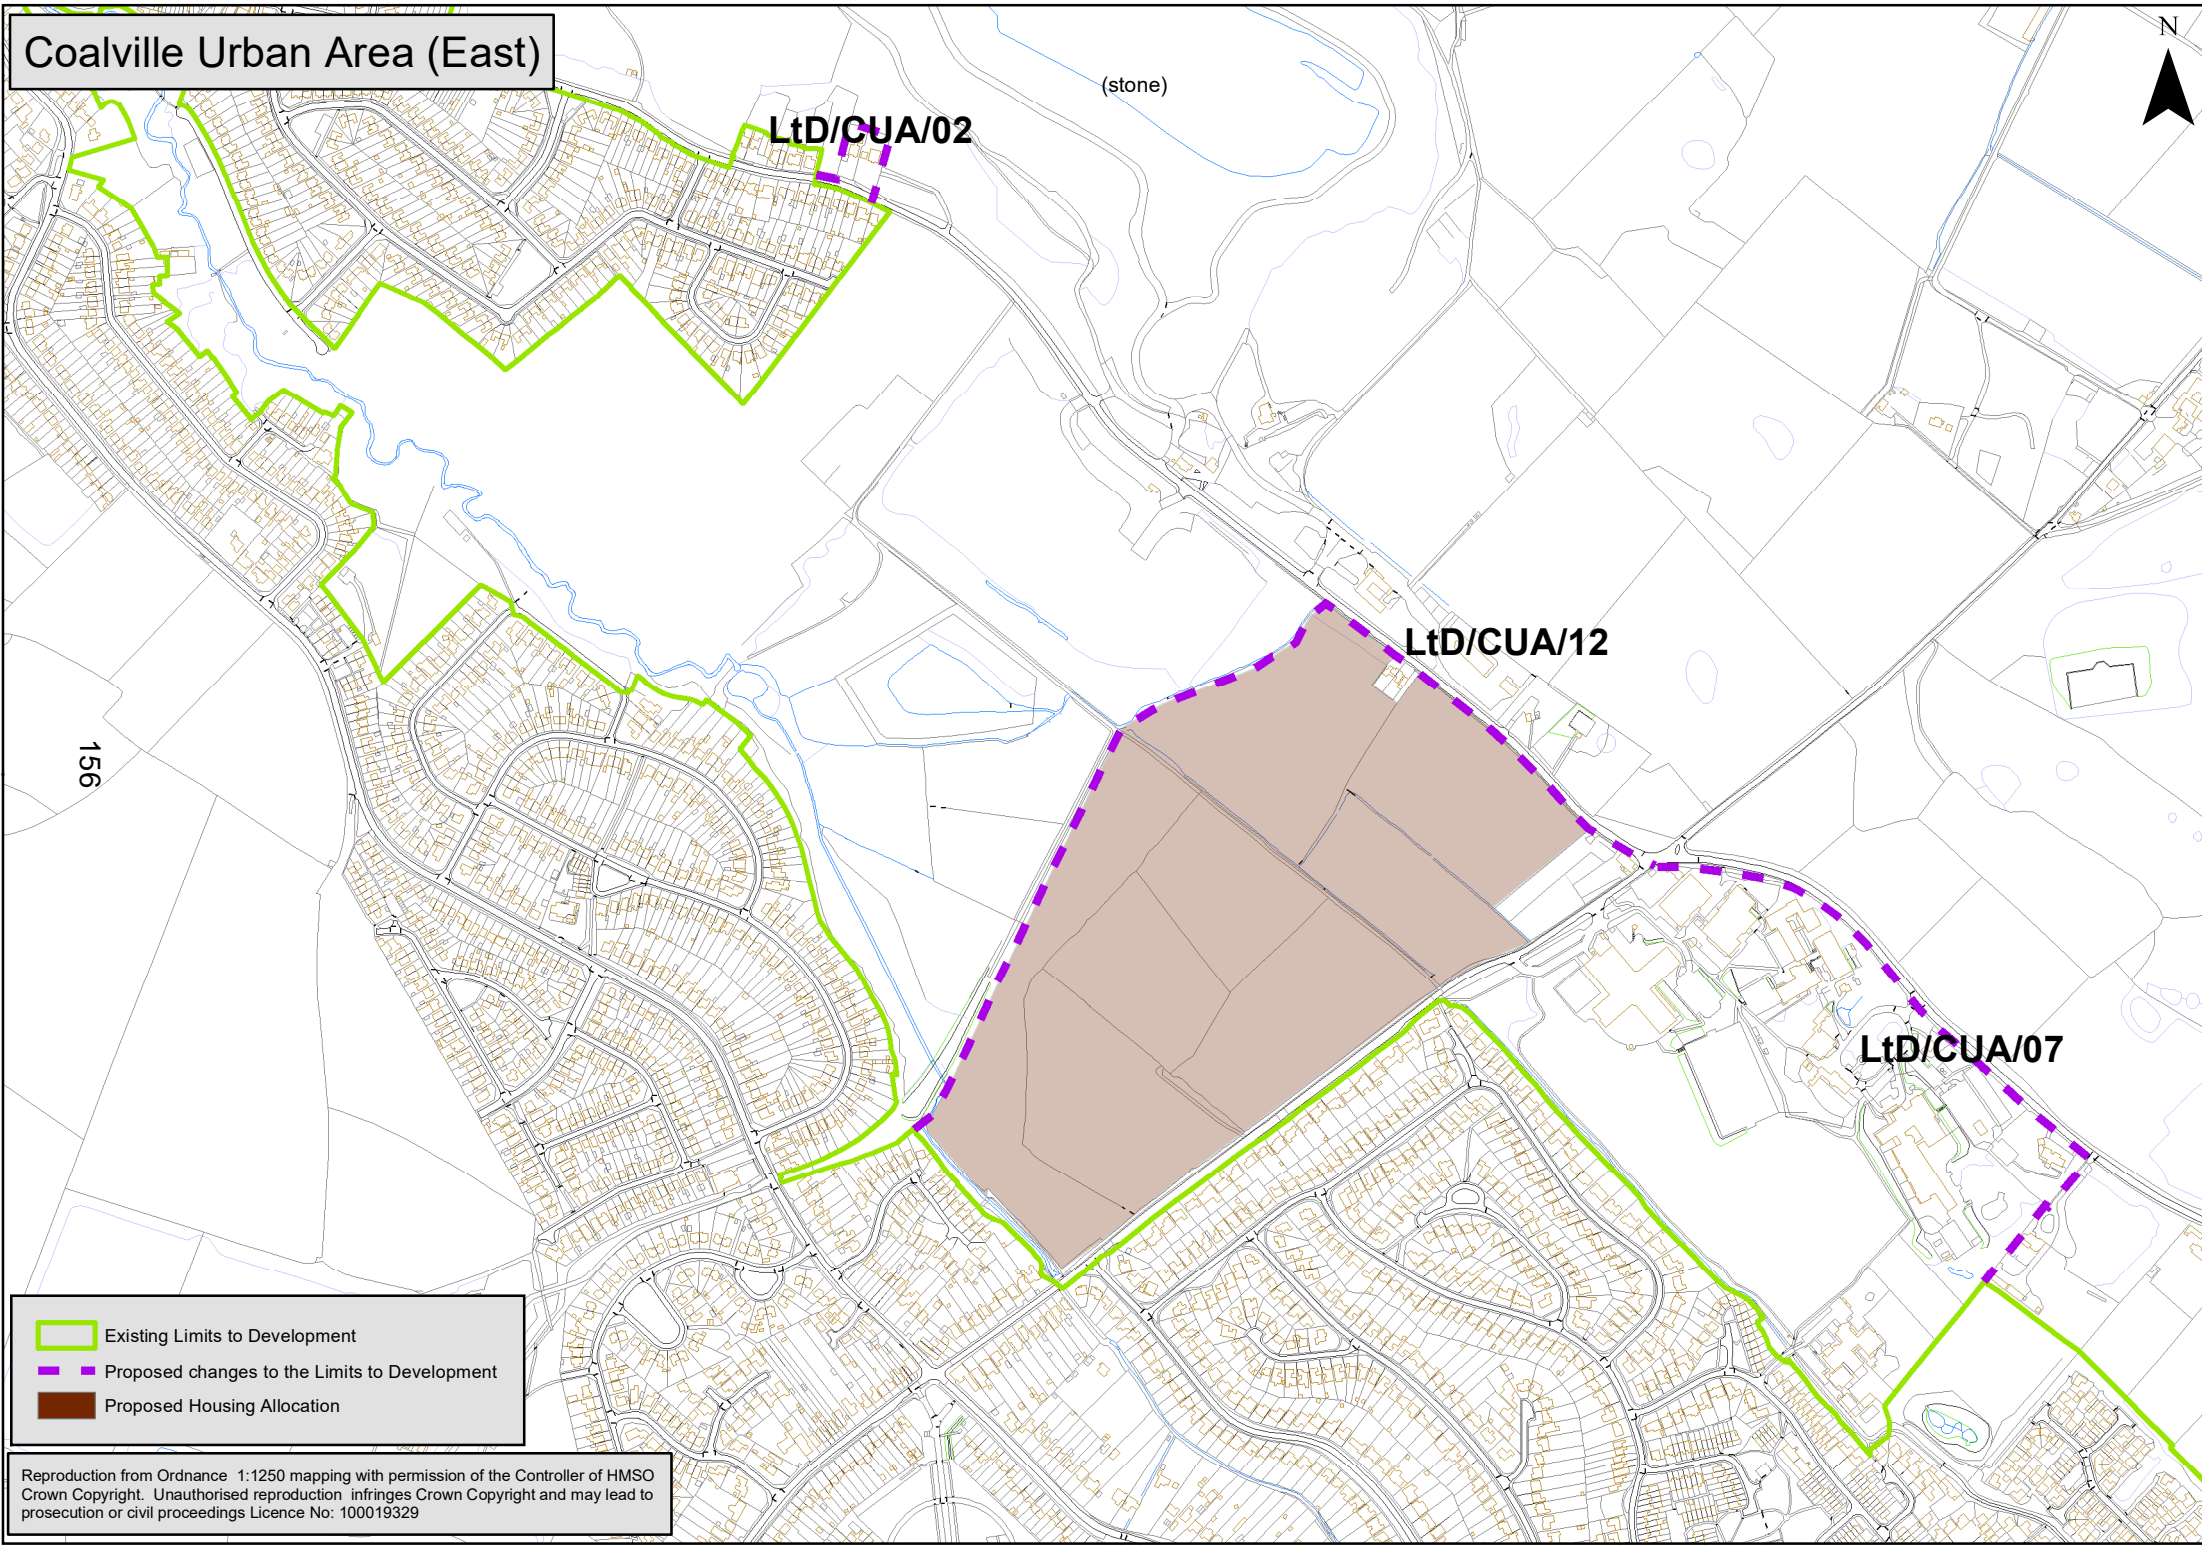 Coalville Urban Area (East)
N
(stone)
LtD/CUA/02
LtD/CUA/12
156
LtD/CUA/07
Existing Limits to Development
Proposed changes to the Limits to Development
Proposed Housing Allocation
Reproduction from Ordnance 1:1250 mapping with permission of the Controller of HMSO
Crown Copyright. Unauthorised reproduction infringes Crown Copyright and may lead to
prosecution or civil proceedings Licence No: 100019329